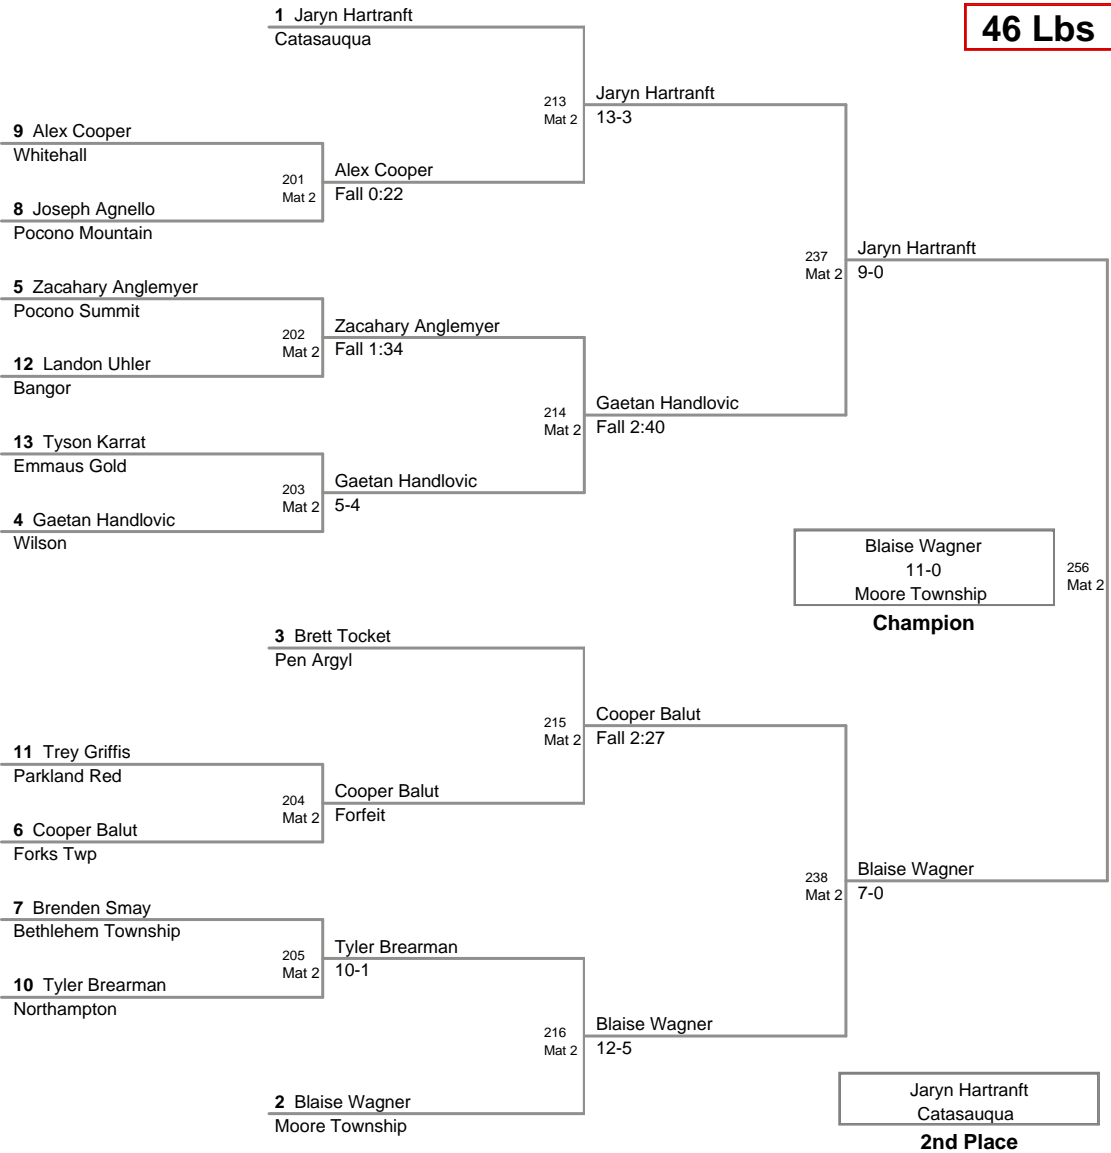 1 Jaryn Hartranft
Catasauqua
46 Lbs
213
Mat 2
Jaryn Hartranft
13-3
9 Alex Cooper
Whitehall
201
Mat 2
Alex Cooper
Fall 0:22
8 Joseph Agnello
Pocono Mountain
237
Mat 2
Jaryn Hartranft
9-0
5 Zacahary Anglemyer
Pocono Summit
202
Mat 2
Zacahary Anglemyer
Fall 1:34
12 Landon Uhler
Bangor
214
Mat 2
Gaetan Handlovic
Fall 2:40
13 Tyson Karrat
Emmaus Gold
203
Mat 2
Gaetan Handlovic
5-4
4 Gaetan Handlovic
Wilson
Blaise Wagner
11-0
Moore Township
Champion
256
Mat 2
3 Brett Tocket
Pen Argyl
215
Mat 2
Cooper Balut
Fall 2:27
11 Trey Griffis
Parkland Red
204
Mat 2
Cooper Balut
Forfeit
6 Cooper Balut
Forks Twp
238
Mat 2
Blaise Wagner
7-0
7 Brenden Smay
Bethlehem Township
205
Mat 2
Tyler Brearman
10-1
10 Tyler Brearman
Northampton
216
Mat 2
Blaise Wagner
12-5
2 Blaise Wagner
Moore Township
Jaryn Hartranft
Catasauqua
2nd Place